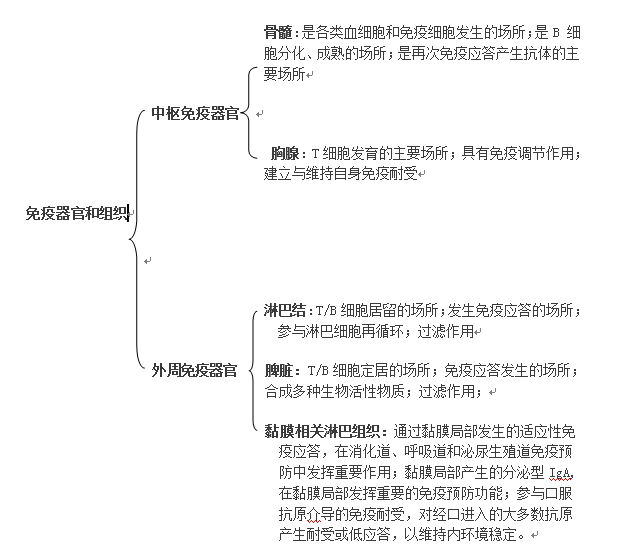 骨髓:是各类血细胞和免疫细胞发生的场所;是 B 细
胞分化、成熟的场所;是再次免疫应答产生抗体的主
要场所
中枢免疫器官
胸腺:T 细胞发育的主要场所;具有免疫调节作用;
建立与维持自身免疫耐受
免疫器官和组织
淋巴结:T/B 细胞居留的场所;发生免疫应答的场所;
参与淋巴细胞再循环;过滤作用
外周免疫器官
脾脏:T/B 细胞定居的场所;免疫应答发生的场所;
合成多种生物活性物质;过滤作用;
黏膜相关淋巴组织:通过黏膜局部发生的适应性免
疫应答,在消化道、呼吸道和泌尿生殖道免疫预
防中发挥重要作用;黏膜局部产生的分泌型 IgA,
在黏膜局部发挥重要的免疫预防功能;参与口服
抗原介导的免疫耐受,对经口进入的大多数抗原
产生耐受或低应答,以维持内环境稳定。